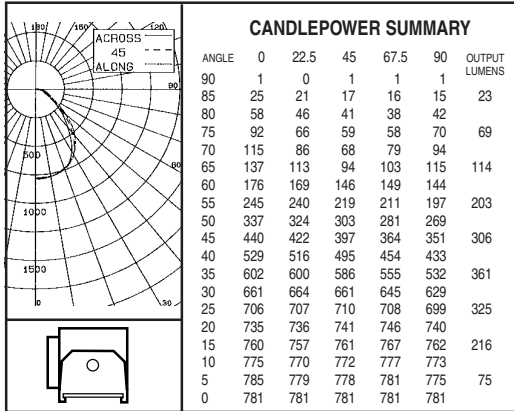 180 150 120
ACROSS
45
ALONG
90
500
60
1000
1500
0 30
CANDLEPOWER SUMMARY
ANGLE 0 22.5 45 67.5 90 OUTPUT LUMENS
90 1 0 1 1 1
85 25 21 17 16 15 23
80 58 46 41 38 42
75 92 66 59 58 70 69
70 115 86 68 79 94
65 137 113 94 103 115 114
60 176 169 146 149 144
55 245 240 219 211 197 203
50 337 324 303 281 269
45 440 422 397 364 351 306
40 529 516 495 454 433
35 602 600 586 555 532 361
30 661 664 661 645 629
25 706 707 710 708 699 325
20 735 736 741 746 740
15 760 757 761 767 762 216
10 775 770 772 777 773
5 785 779 778 781 775 75
0 781 781 781 781 781